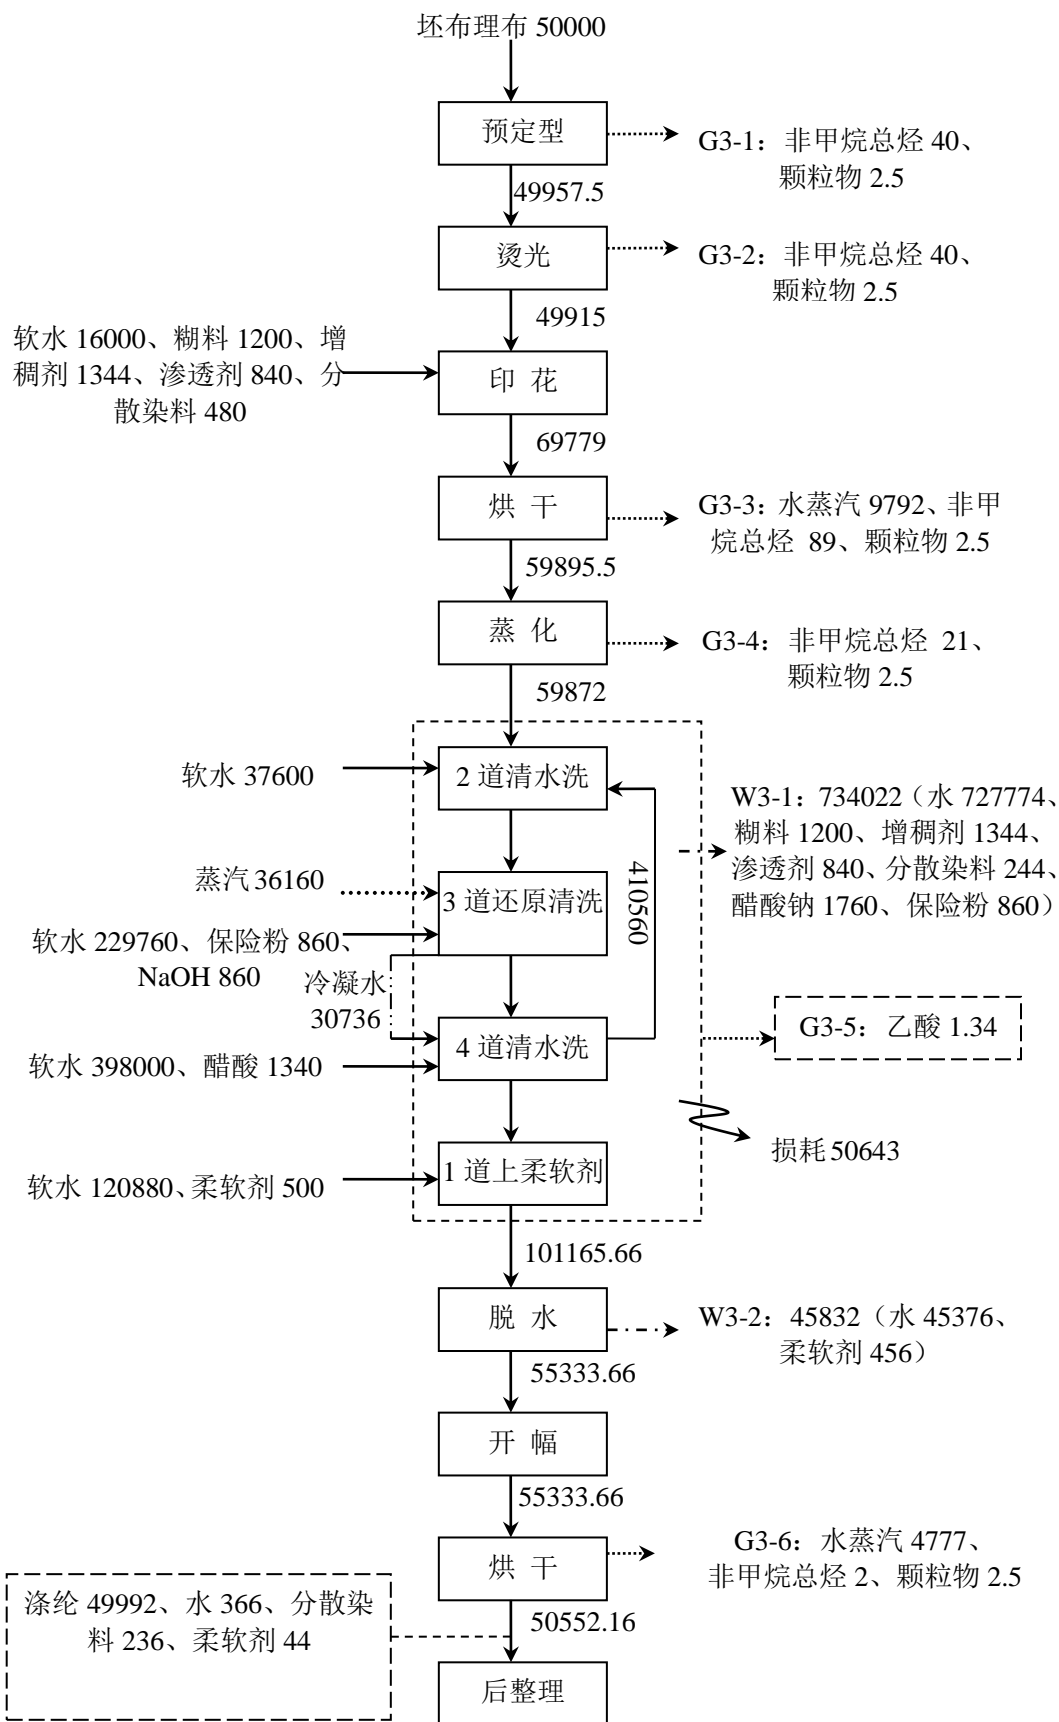 坯布理布 50000
预定型
G3-1：非甲烷总烃 40、
颗粒物 2.5
49957.5
烫光
G3-2：非甲烷总烃 40、
颗粒物 2.5
49915
软水 16000、糊料 1200、增
稠剂 1344、渗透剂 840、分
散染料 480
印 花
69779
烘 干
G3-3：水蒸汽 9792、非甲
烷总烃 89、颗粒物 2.5
59895.5
蒸 化
G3-4：非甲烷总烃 21、
颗粒物 2.5
59872
软水 37600
2 道清水洗
W3-1：734022（水 727774、
糊料 1200、增稠剂 1344、
渗透剂 840、分散染料 244、
醋酸钠 1760、保险粉 860）
410560
蒸汽 36160
3 道还原清洗
软水 229760、保险粉 860、
NaOH 860
冷凝水
30736
4 道清水洗
G3-5：乙酸 1.34
软水 398000、醋酸 1340
损耗 50643
1 道上柔软剂
软水 120880、柔软剂 500
101165.66
脱 水
W3-2：45832（水 45376、
柔软剂 456）
55333.66
开 幅
55333.66
烘 干
G3-6：水蒸汽 4777、
非甲烷总烃 2、颗粒物 2.5
涤纶 49992、水 366、分散染
料 236、柔软剂 44
50552.16
后整理